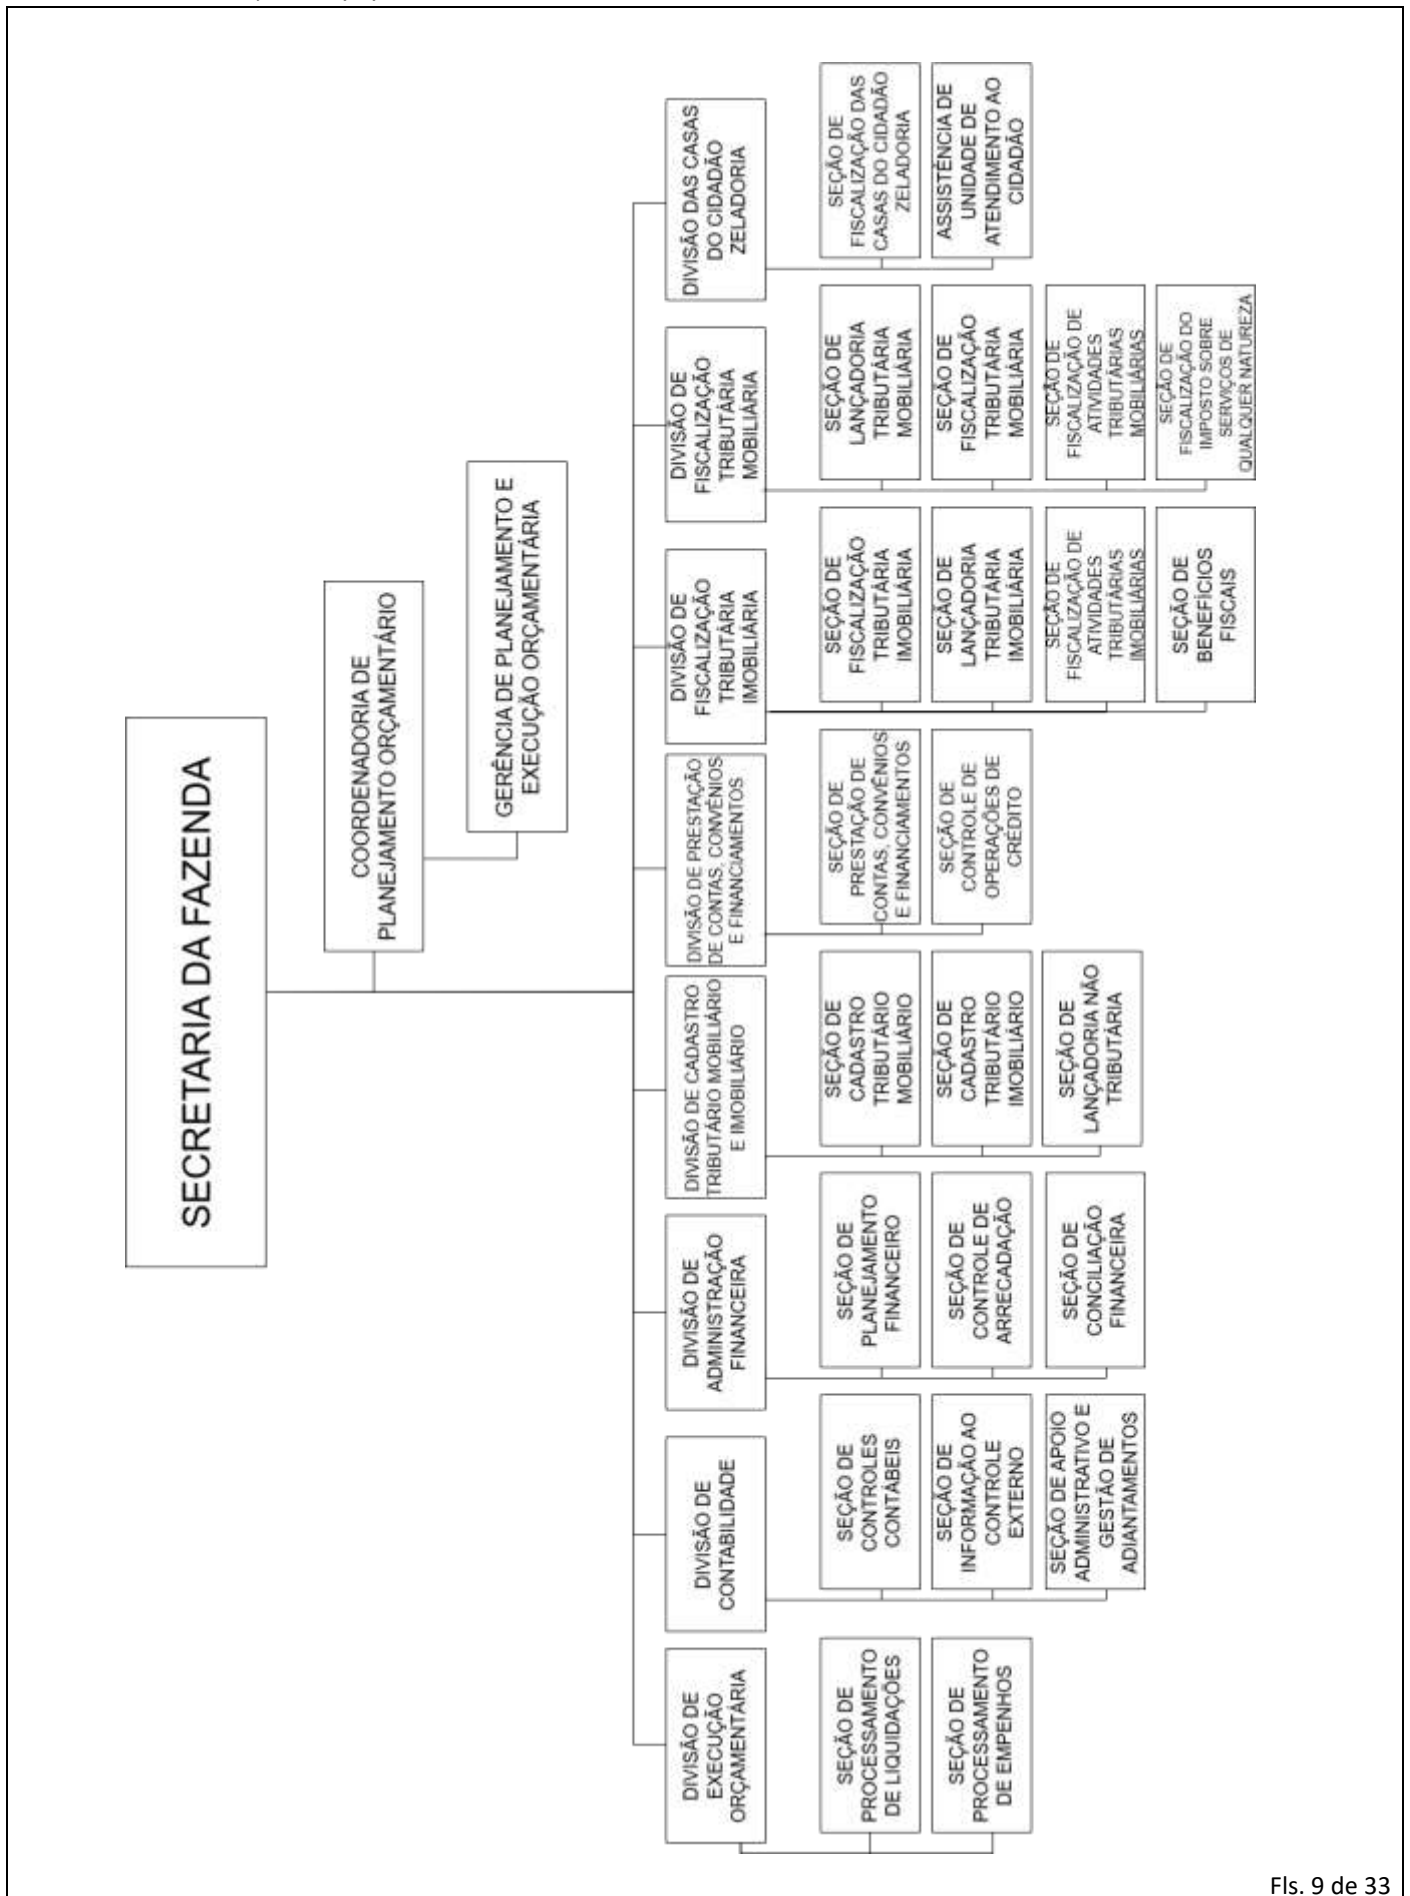 SECRETARIA DA FAZENDA
COORDENADORIA DE
PLANEJAMENTO ORÇAMENTÁRIO
GERÊNCIA DE PLANEJAMENTO E
EXECUÇÃO ORÇAMENTÁRIA
DIVISÃO DE
EXECUÇÃO
ORÇAMENTÁRIA
SEÇÃO DE
PROCESSAMENTO
DE LIQUIDAÇÕES
SEÇÃO DE
PROCESSAMENTO
DE EMPENHOS
DIVISÃO DE
CONTABILIDADE
SEÇÃO DE
CONTROLES
CONTÁBEIS
SEÇÃO DE
INFORMAÇÃO AO
CONTROLE
EXTERNO
SEÇÃO DE APOIO
ADMINISTRATIVO E
GESTÃO DE
ADIANTAMENTOS
DIVISÃO DE
ADMINISTRAÇÃO
FINANCEIRA
SEÇÃO DE
PLANEJAMENTO
FINANCEIRO
SEÇÃO DE
CONTROLE DE
ARRECADAÇÃO
SEÇÃO DE
CONCILIAÇÃO
FINANCEIRA
DIVISÃO DE CADASTRO
TRIBUTÁRIO MOBILIÁRIO
E IMOBILIÁRIO
SEÇÃO DE
CADASTRO
TRIBUTÁRIO
MOBILIÁRIO
SEÇÃO DE
CADASTRO
TRIBUTÁRIO
IMOBILIÁRIO
SEÇÃO DE
LANÇADORIA NÃO
TRIBUTÁRIA
DIVISÃO DE PRESTAÇÃO
DE CONTAS, CONVÊNIOS
E FINANCIAMENTOS
SEÇÃO DE
PRESTAÇÃO DE
CONTAS, CONVÊNIOS
E FINANCIAMENTOS
SEÇÃO DE
CONTROLE DE
OPERAÇÕES DE
CRÉDITO
DIVISÃO DE
FISCALIZAÇÃO
TRIBUTÁRIA
IMOBILIÁRIA
SEÇÃO DE
FISCALIZAÇÃO
TRIBUTÁRIA
IMOBILIÁRIA
SEÇÃO DE
LANÇADORIA
TRIBUTÁRIA
IMOBILIÁRIA
SEÇÃO DE
FISCALIZAÇÃO DE
ATIVIDADES
TRIBUTÁRIAS
IMOBILIÁRIAS
SEÇÃO DE
BENEFÍCIOS
FISCAIS
DIVISÃO DE
FISCALIZAÇÃO
TRIBUTÁRIA
MOBILIÁRIA
SEÇÃO DE
LANÇADORIA
TRIBUTÁRIA
MOBILIÁRIA
SEÇÃO DE
FISCALIZAÇÃO
TRIBUTÁRIA
MOBILIÁRIA
SEÇÃO DE
FISCALIZAÇÃO DE
ATIVIDADES
TRIBUTÁRIAS
MOBILIÁRIAS
SEÇÃO DE
FISCALIZAÇÃO DO
IMPOSTO SOBRE
SERVIÇOS DE
QUALQUER NATUREZA
DIVISÃO DAS CASAS
DO CIDADÃO
ZELADORIA
SEÇÃO DE
FISCALIZAÇÃO DAS
CASAS DO CIDADÃO
ZELADORIA
ASSISTÊNCIA DE
UNIDADE DE
ATENDIMENTO AO
CIDADÃO
Fls. 9 de 33